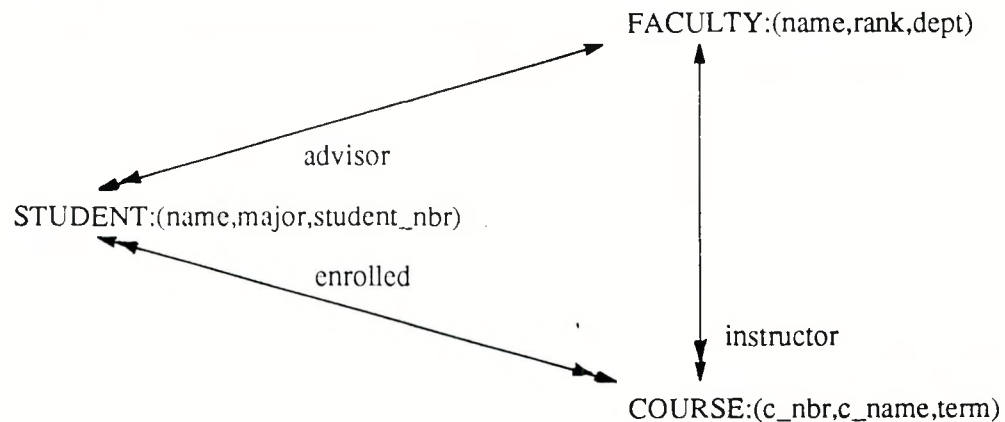 FACULTY:(name,rank,dept)
advisor
STUDENT:(name,major,student_nbr)
enrolled
instructor
COURSE:(c_nbr,c_name,term)